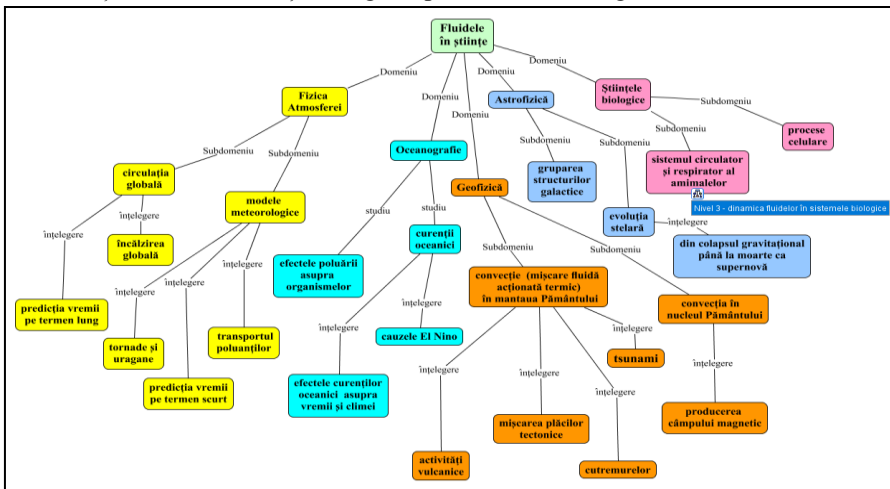 Fluidele
în științe
Domeniu
Domeniu
Domeniu
Domeniu
Domeniu
Fizica
Atmosferei
Astrofizică
Științele
biologice
Subdomeniu
Subdomeniu
Oceanografie
Subdomeniu
Subdomeniu
Subdomeniu
Subdomeniu
procese
celulare
circulația
globală
modele
meteorologice
Geofizică
gruparea
structurilor
galactice
sistemul circulator
și respirator al
amimalelor
Nivel 3 - dinamica fluidelor în sistemele biologice
studiu
studiu
înțelegere
înțelegere
curenții
oceanici
evoluția
stelară
înțelegere
din colapsul gravitațional
până la moarte ca
supernovă
încălzirea
globală
efectele poluării
asupra
organismelor
Subdomeniu
Subdomeniu
înțelegere
înțelegere
înțelegere
convecție (mișcare fluidă
acționată termic)
în mantaua Pământului
convecția în
nucleul Pământului
predicția vremii
pe termen lung
înțelegere
înțelegere
cauzele El Nino
înțelegere
tsunami
tornade și
uragane
transportul
poluanților
predicția vremii
pe termen scurt
efectele curenților
oceanici asupra
vremii și climei
înțelegere
înțelegere
înțelegere
înțelegere
producerea
câmpului magnetic
mișcarea plăcilor
tectonice
activități
vulcanice
cutremurelor